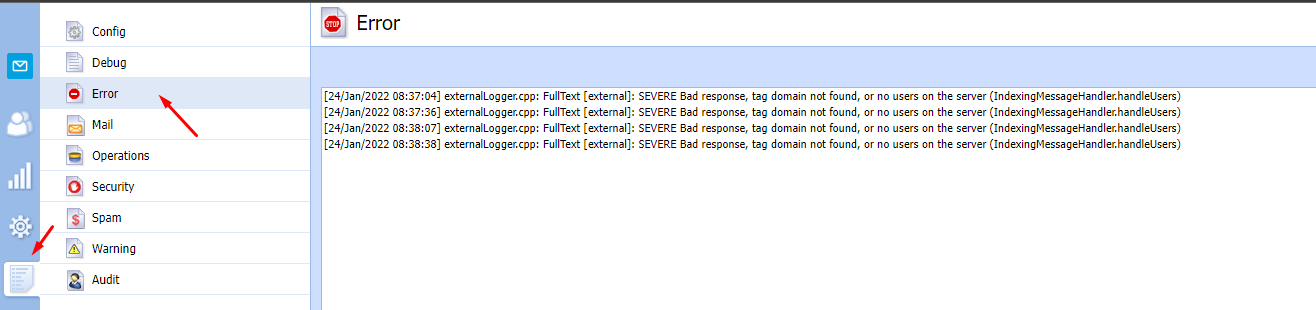 Config
Debug
Error
Mail
Operations
Security
Spam
Warning
Audit
STOP
Error
[24/Jan/2022 08:37:04] externalLogger.cpp: FullText [external]: SEVERE Bad response, tag domain not found, or no users on the server (IndexingMessageHandler.handleUsers)
[24/Jan/2022 08:37:36] externalLogger.cpp: FullText [external]: SEVERE Bad response, tag domain not found, or no users on the server (IndexingMessageHandler.handleUsers)
[24/Jan/2022 08:38:07] externalLogger.cpp: FullText [external]: SEVERE Bad response, tag domain not found, or no users on the server (IndexingMessageHandler.handleUsers)
[24/Jan/2022 08:38:38] externalLogger.cpp: FullText [external]: SEVERE Bad response, tag domain not found, or no users on the server (IndexingMessageHandler.handleUsers)